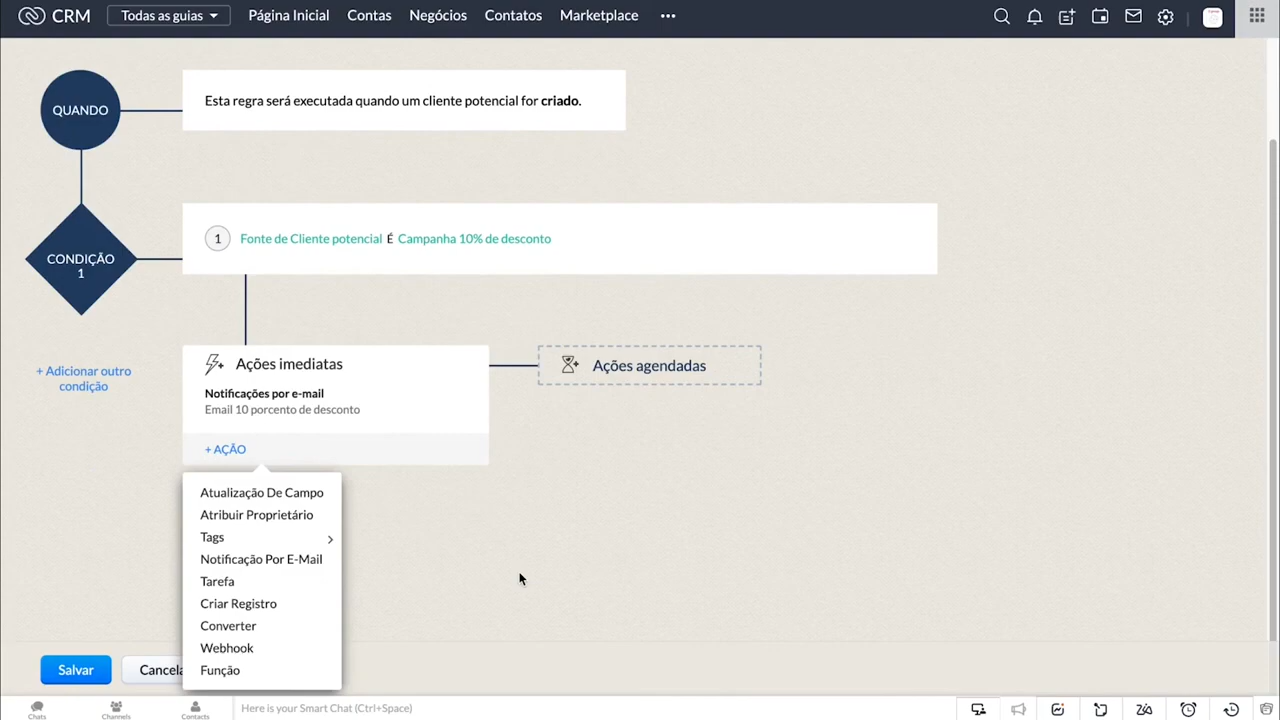 CRM
Todas as guias
Página Inicial
Contas
Negócios
Contatos
Marketplace
QUANDO
Esta regra será executada quando um cliente potencial for criado.
CONDIÇÃO
1
1
Fonte de Cliente potencial É Campanha 10% de desconto
+ Adicionar outro
condição
Ações imediatas
Notificações por e-mail
Email 10 porcento de desconto
+ AÇÃO
Ações agendadas
Atualização De Campo
Atribuir Proprietário
Tags
Notificação Por E-Mail
Tarefa
Criar Registro
Converter
Webhook
Função
Salvar
Cancela
Chats
Channels
Contacts
Here is your Smart Chat (Ctrl+Space)